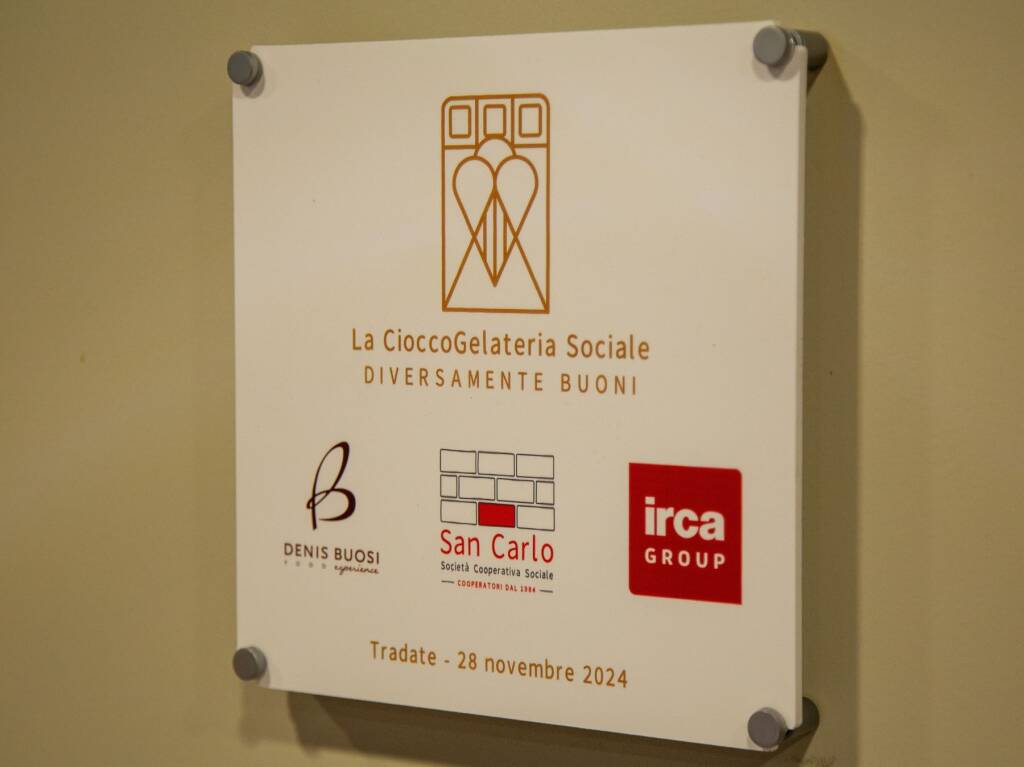 La CioccoGelateria Sociale
DIVERSAMENTE BUONI
DENIS BUOSI
FOOD experience
San Carlo
Società Cooperativa Sociale
COOPERATORI DAL 1984
irca
GROUP
Tradate - 28 novembre 2024